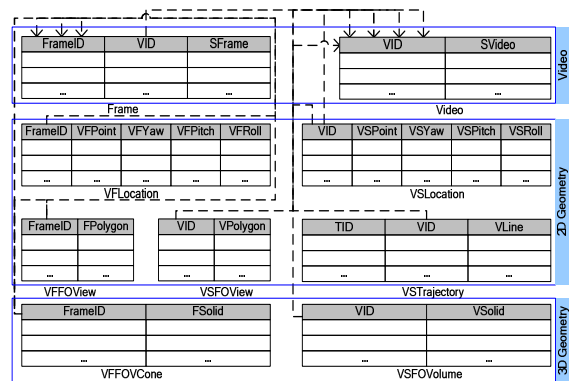 FrameID VID SFrame
... ... ...
Frame
VID SVideo
... ...
Video
Video
FrameID VFPoint VFYaw VFPitch VFRoll
... ... ... ... ...
VFLocation
VID VSPoint VSYaw VSPitch VSRoll
... ... ... ... ...
VSLocation
FrameID FPolygon
... ...
VFFOView
VID VPolygon
... ...
VSFOView
TID VID VLine
... ... ...
VSTrajectory
2D Geometry
FrameID FSolid
... ...
VFFOVCone
VID VSolid
... ...
VSFOVolume
3D Geometry